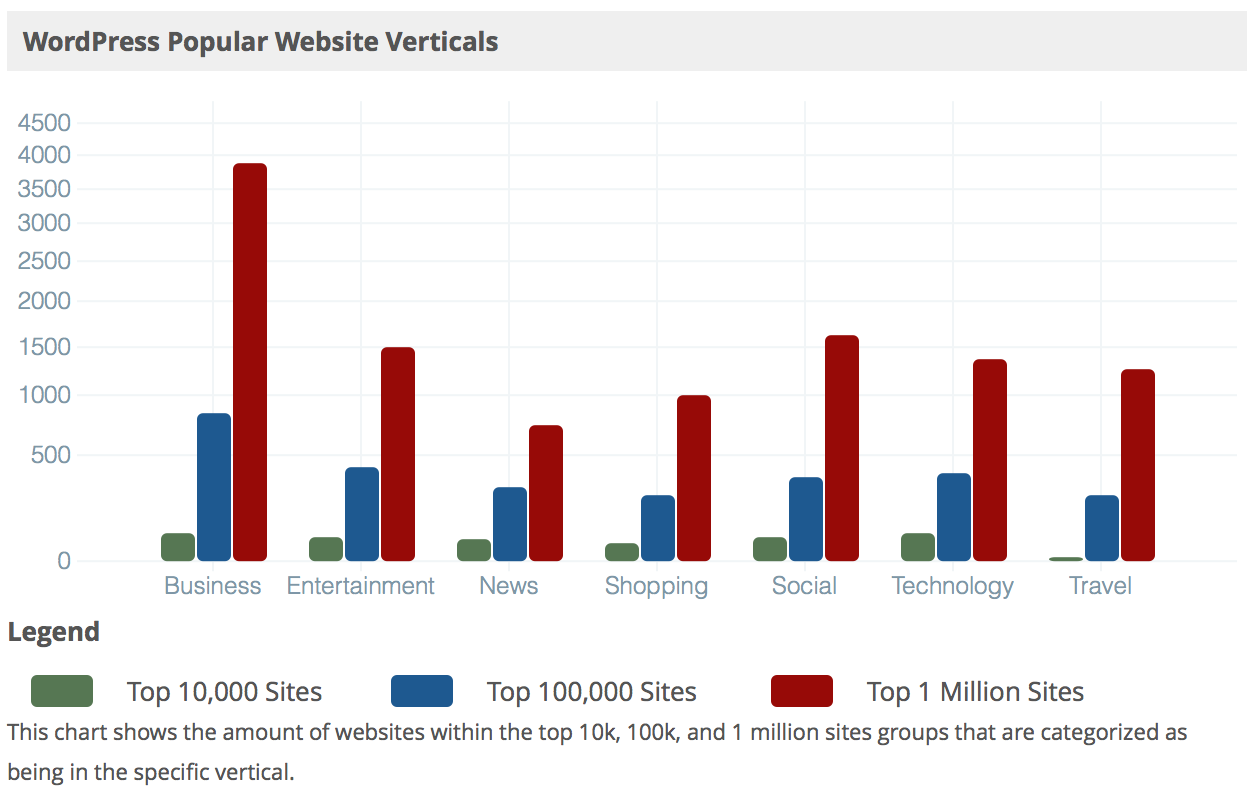 WordPress Popular Website Verticals
4500
4000
3500
3000
2500
2000
1500
1000
500
0
Business Entertainment News Shopping Social Technology Travel
Legend
Top 10,000 Sites Top 100,000 Sites Top 1 Million Sites
This chart shows the amount of websites within the top 10k, 100k, and 1 million sites groups that are categorized as
being in the specific vertical.